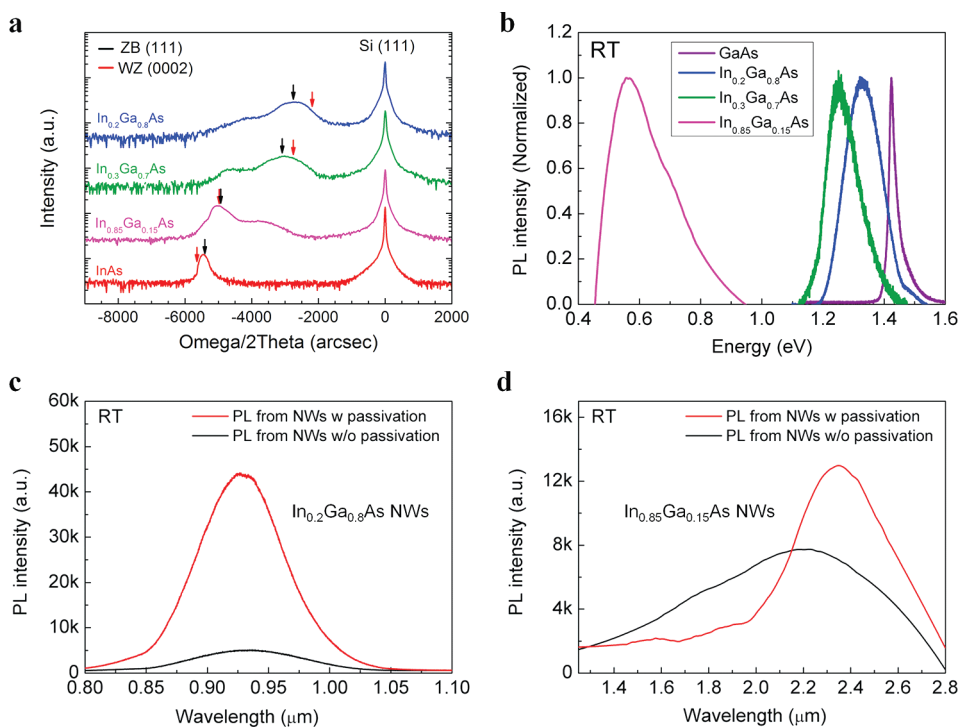 a
ZB (111)
WZ (0002)
Si (111)
In0.2Ga0.8As
In0.3Ga0.7As
In0.85Ga0.15As
InAs
Intensity (a.u.)
-8000 -6000 -4000 -2000 0 2000
Omega/2Theta (arcsec)
b
RT
GaAs
In0.2Ga0.8As
In0.3Ga0.7As
In0.85Ga0.15As
PL intensity (Normalized)
1.0
0.8
0.6
0.4
0.2
0.0
0.4 0.6 0.8 1.0 1.2 1.4 1.6
Energy (eV)
c
RT
PL from NWs w passivation
PL from NWs w/o passivation
In0.2Ga0.8As NWs
PL intensity (a.u.)
60k
50k
40k
30k
20k
10k
0
0.80 0.85 0.90 0.95 1.00 1.05 1.10
Wavelength (μm)
d
RT
PL from NWs w passivation
PL from NWs w/o passivation
In0.85Ga0.15As NWs
PL intensity (a.u.)
16k
12k
8k
4k
0
1.4 1.6 1.8 2.0 2.2 2.4 2.6 2.8
Wavelength (μm)